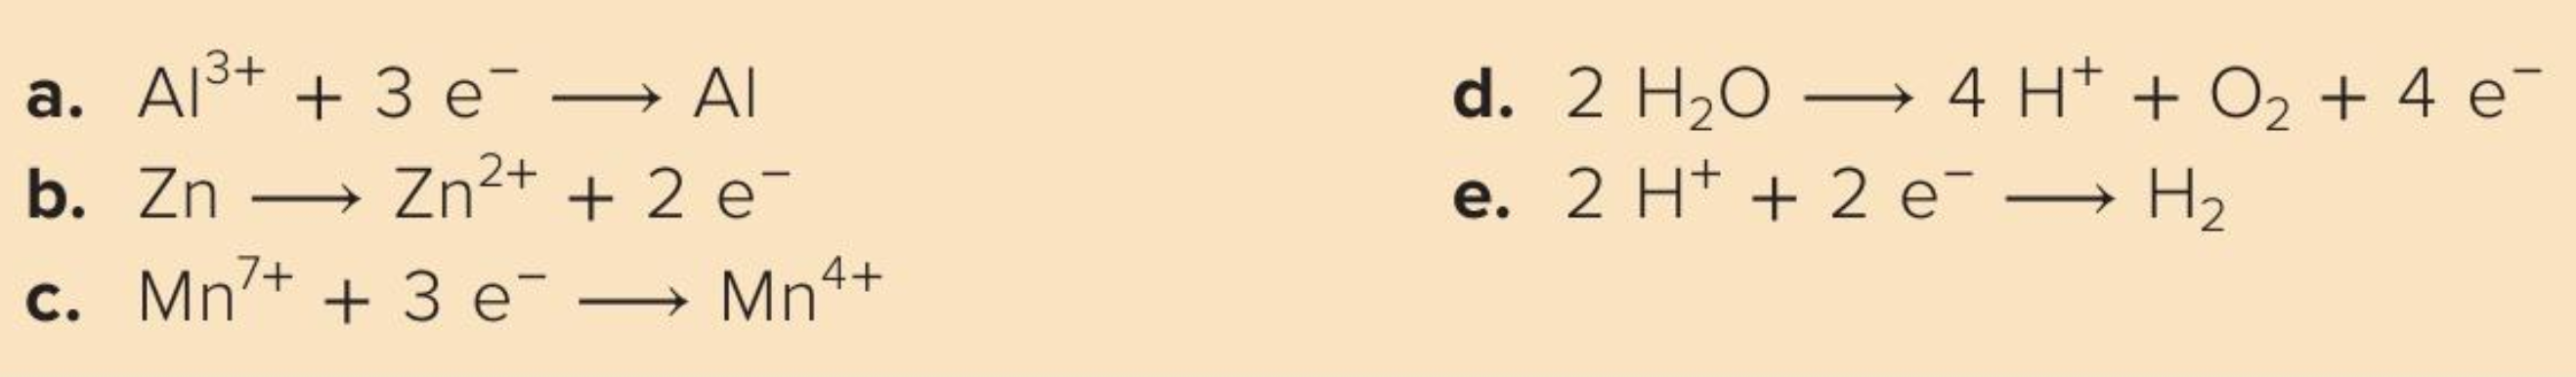 a. Al³⁺ + 3 e⁻ ⟶ Al
b. Zn ⟶ Zn²⁺ + 2 e⁻
c. Mn⁷⁺ + 3 e⁻ ⟶ Mn⁴⁺
d. 2 H₂O ⟶ 4 H⁺ + O₂ + 4 e⁻
e. 2 H⁺ + 2 e⁻ ⟶ H₂